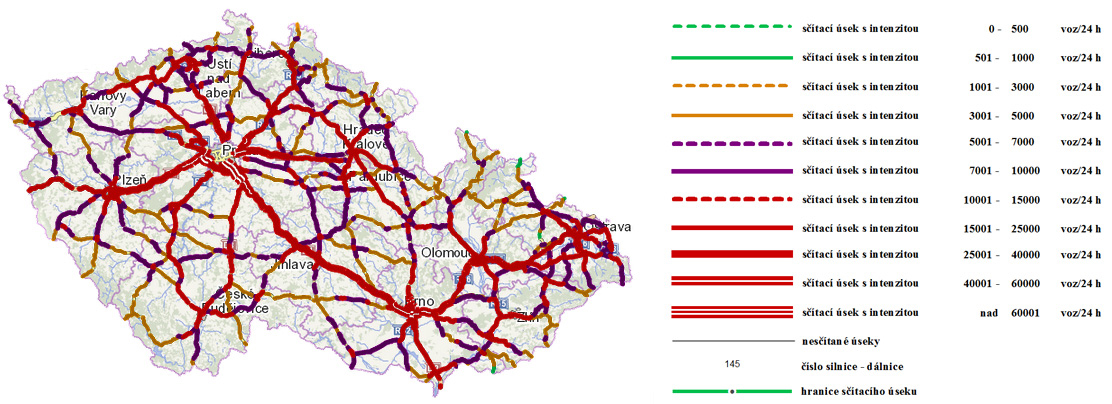 Ústí
nad
Labem
Karlovy
Vary
Hradec
Králové
Pardubice
Plzeň
Ostrava
Olomouc
Jihlava
České
Budějovice
Brno
Zlín
sčítací úsek s intenzitou 0 - 500 voz/24 h
sčítací úsek s intenzitou 501 - 1000 voz/24 h
sčítací úsek s intenzitou 1001 - 3000 voz/24 h
sčítací úsek s intenzitou 3001 - 5000 voz/24 h
sčítací úsek s intenzitou 5001 - 7000 voz/24 h
sčítací úsek s intenzitou 7001 - 10000 voz/24 h
sčítací úsek s intenzitou 10001 - 15000 voz/24 h
sčítací úsek s intenzitou 15001 - 25000 voz/24 h
sčítací úsek s intenzitou 25001 - 40000 voz/24 h
sčítací úsek s intenzitou 40001 - 60000 voz/24 h
sčítací úsek s intenzitou nad 60001 voz/24 h
nesčítané úseky
145 číslo silnice - dálnice
hranice sčítacího úseku